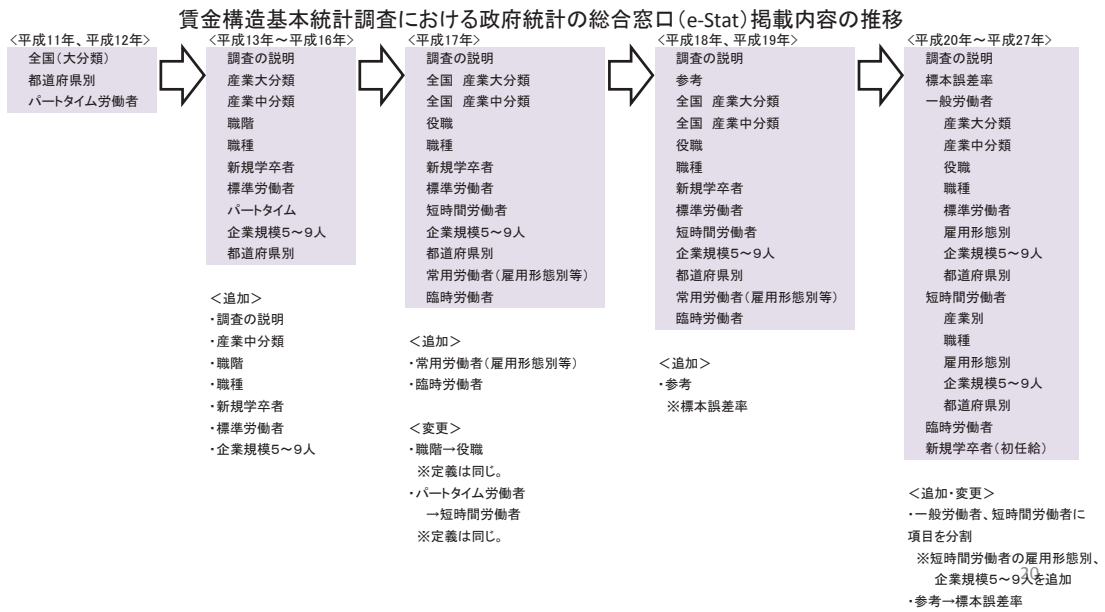 賃金構造基本統計調査における政府統計の総合窓口(e-Stat)掲載内容の推移
<平成11年、平成12年>
全国(大分類)
都道府県別
パートタイム労働者
<平成13年~平成16年>
調査の説明
産業大分類
産業中分類
職階
職種
新規学卒者
標準労働者
パートタイム
企業規模5~9人
都道府県別
<追加>
・調査の説明
・産業中分類
・職階
・職種
・新規学卒者
・標準労働者
・企業規模5~9人
<平成17年>
調査の説明
全国 産業大分類
全国 産業中分類
役職
職種
新規学卒者
標準労働者
短時間労働者
企業規模5~9人
都道府県別
常用労働者(雇用形態別等)
臨時労働者
<追加>
・常用労働者(雇用形態別等)
・臨時労働者
<変更>
・職階→役職
※定義は同じ。
・パートタイム労働者
→短時間労働者
※定義は同じ。
<平成18年、平成19年>
調査の説明
参考
全国 産業大分類
全国 産業中分類
役職
職種
新規学卒者
標準労働者
短時間労働者
企業規模5~9人
都道府県別
常用労働者(雇用形態別等)
臨時労働者
<追加>
・参考
※標本誤差率
<平成20年~平成27年>
調査の説明
標本誤差率
一般労働者
産業大分類
産業中分類
役職
職種
標準労働者
雇用形態別
企業規模5~9人
都道府県別
短時間労働者
産業別
職種
雇用形態別
企業規模5~9人
都道府県別
臨時労働者
新規学卒者(初任給)
<追加・変更>
・一般労働者、短時間労働者に
項目を分割
※短時間労働者の雇用形態別、
企業規模5~9人を追加
・参考→標本誤差率
20